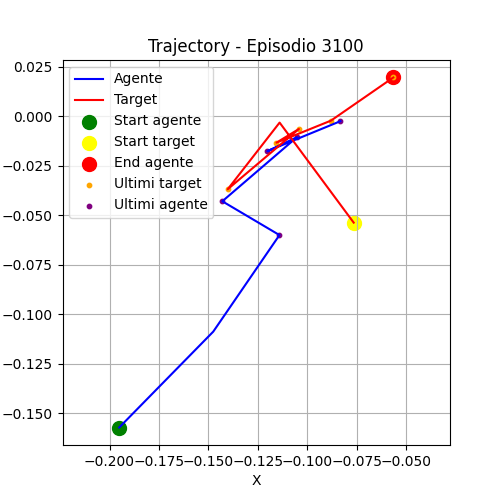 Trajectory - Episodio 3100
0.025
0.000
−0.025
−0.050
−0.075
−0.100
−0.125
−0.150
Agente
Target
Start agente
Start target
End agente
Ultimi target
Ultimi agente
−0.200 −0.175 −0.150 −0.125 −0.100 −0.075 −0.050
X